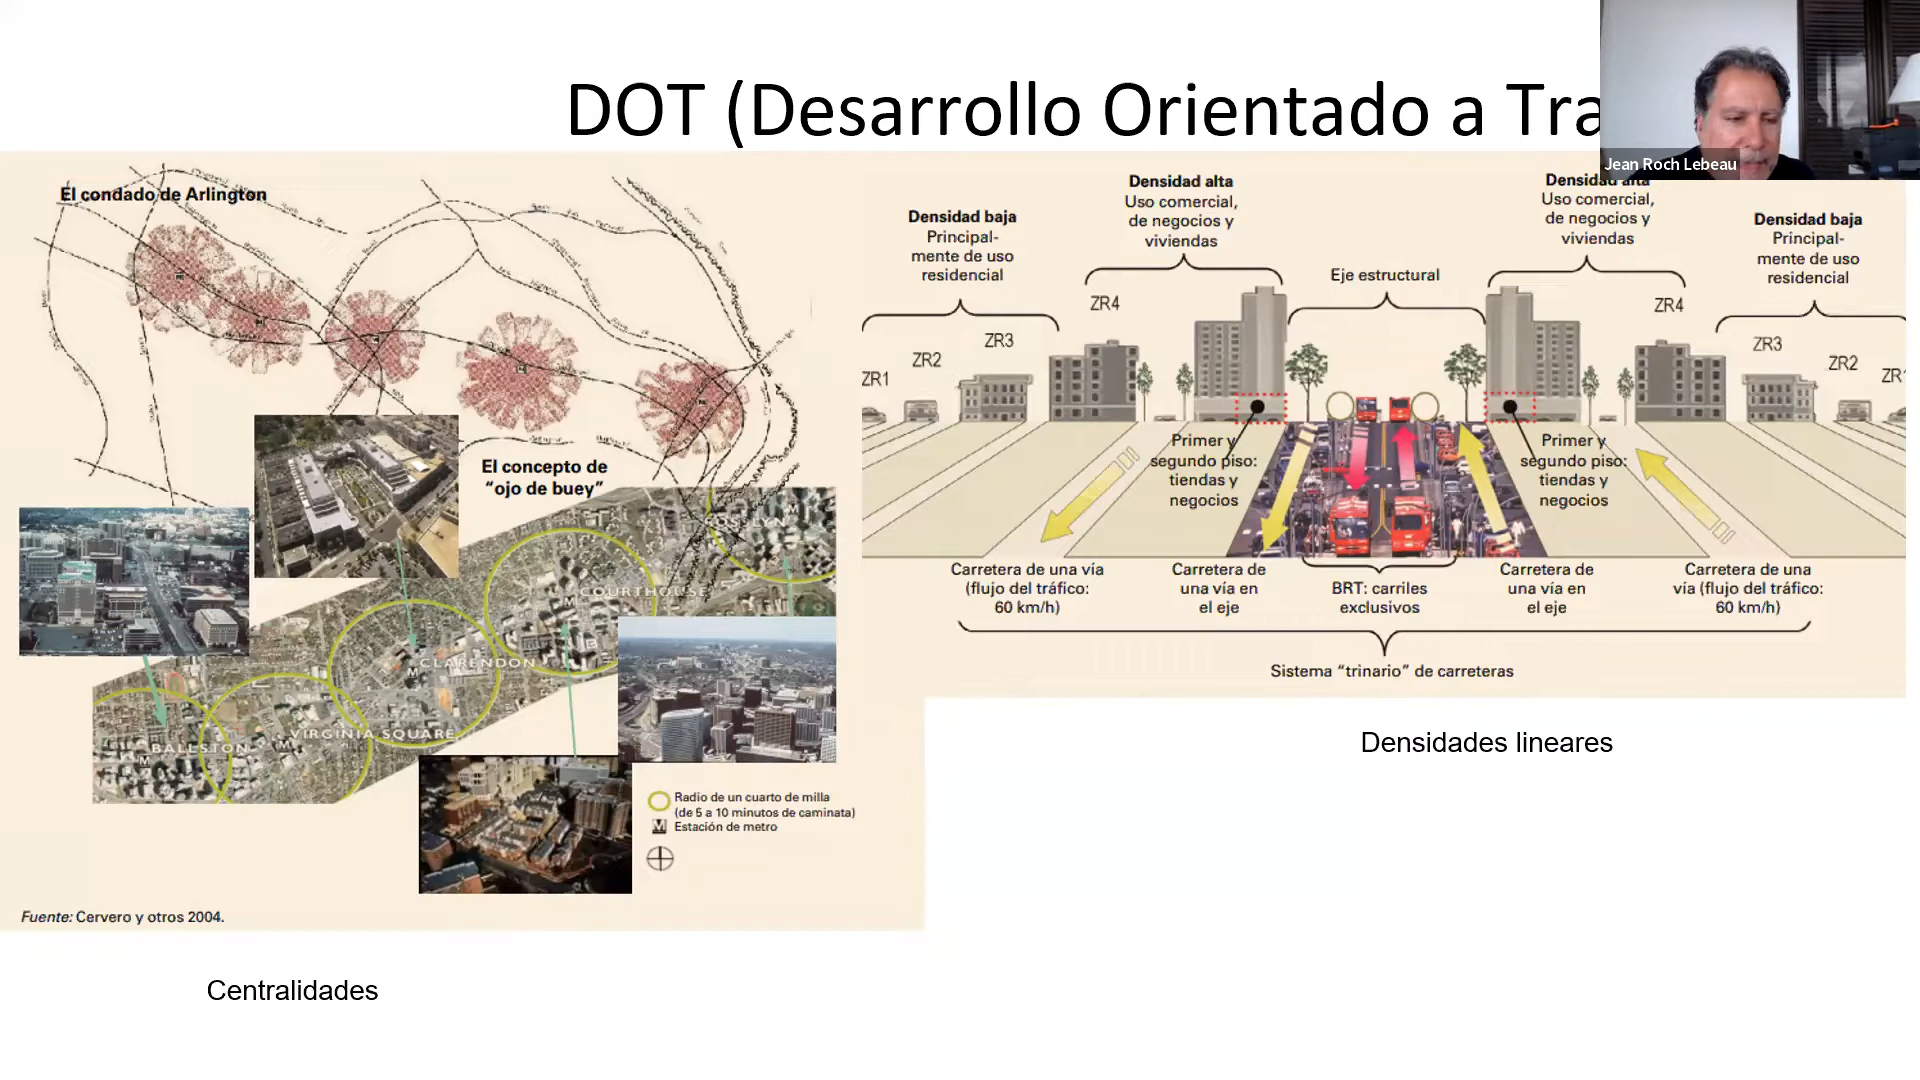 DOT (Desarrollo Orientado a Tra
Jean Roch Lebeau
El condado de Arlington
El concepto de
“ojo de buey”
ROSSLYN
COURTHOUSE
CLARENDON
M
VIRGINIA SQUARE
BALLSTON
Radio de un cuarto de milla
(de 5 a 10 minutos de caminata)
M Estación de metro
Fuente: Cervero y otros 2004.
Centralidades
Densidad baja
Principal-
mente de uso
residencial
Densidad alta
Uso comercial,
de negocios y
viviendas
Eje estructural
Densidad alta
Uso comercial,
de negocios y
viviendas
Densidad baja
Principal-
mente de uso
residencial
ZR1
ZR2
ZR3
ZR4
ZR4
ZR3
ZR2
ZR1
Primer y
segundo piso:
tiendas y
negocios
Primer y
segundo piso:
tiendas y
negocios
Carretera de una vía
(flujo del tráfico:
60 km/h)
Carretera de
una vía en
el eje
BRT: carriles
exclusivos
Carretera de
una vía en
el eje
Carretera de una
vía (flujo del tráfico:
60 km/h)
Sistema “trinario” de carreteras
Densidades lineares